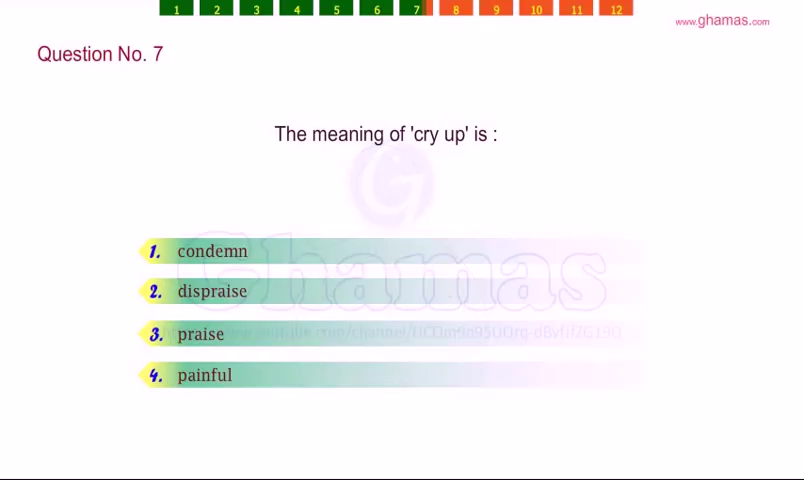 1 2 3 4 5 6 7 8 9 10 11 12
www.ghamas.com
Question No. 7
The meaning of 'cry up' is :
G
Ghamas
1. condemn
2. dispraise
3. praise
4. painful